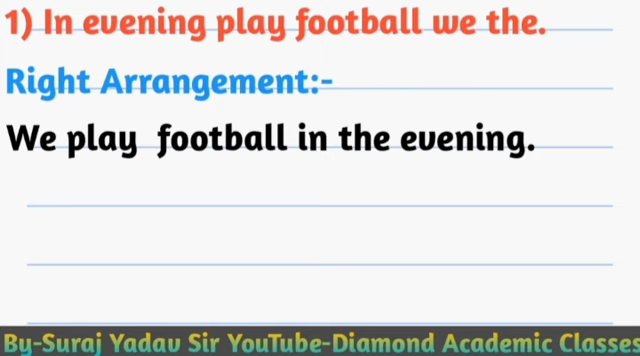 1) In evening play football we the.
Right Arrangement:-
We play football in the evening.
By-Suraj Yadav Sir YouTube-Diamond Academic Classes